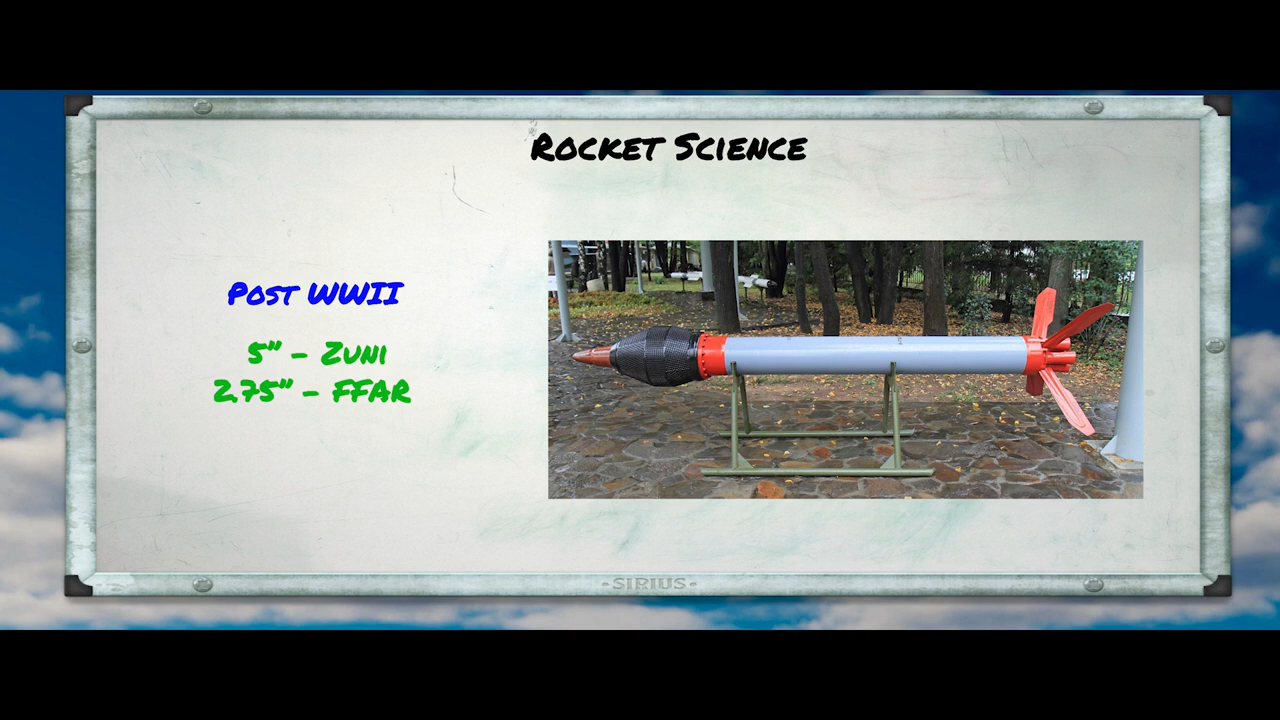 Rocket Science
Post WWII
5” – Zuni
2.75” – FFAR
-SIRIUS-